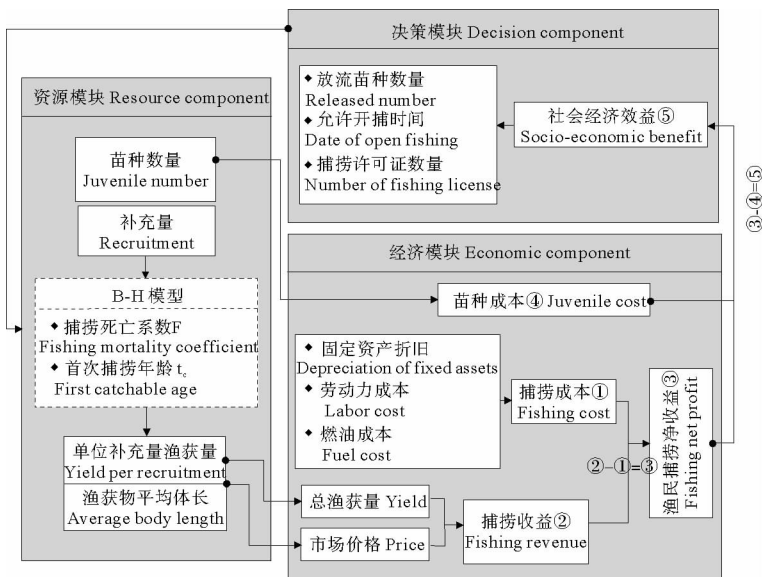 决策模块 Decision component
◆ 放流苗种数量
Released number
◆ 允许开捕时间
Date of open fishing
◆ 捕捞许可证数量
Number of fishing license
社会经济效益⑤
Socio-economic benefit
③-④=⑤
资源模块 Resource component
苗种数量
Juvenile number
补充量
Recruitment
B-H 模型
◆ 捕捞死亡系数F
Fishing mortality coefficient
◆ 首次捕捞年龄 tc
First catchable age
单位补充量渔获量
Yield per recruitment
渔获物平均体长
Average body length
经济模块 Economic component
苗种成本④ Juvenile cost
◆ 固定资产折旧
Depreciation of fixed assets
◆ 劳动力成本
Labor cost
◆ 燃油成本
Fuel cost
捕捞成本①
Fishing cost
②-①=③
渔民捕捞净收益③
Fishing net profit
总渔获量 Yield
市场价格 Price
捕捞收益②
Fishing revenue